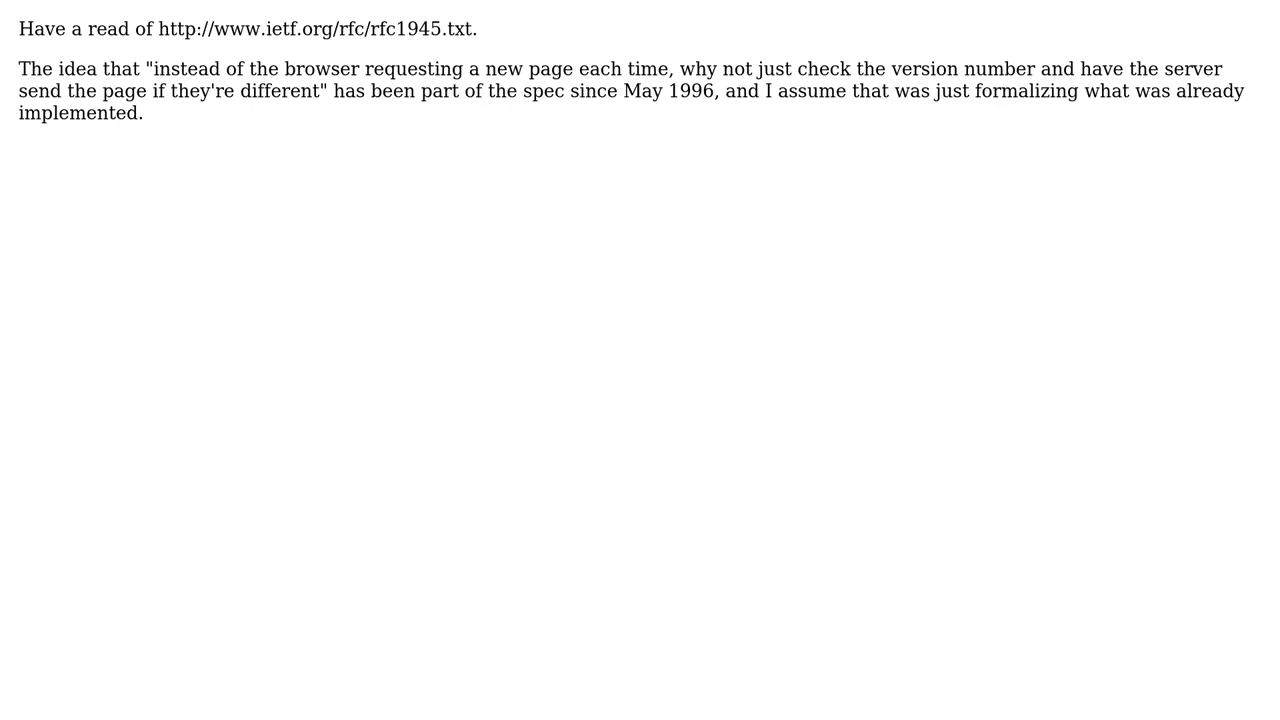 Have a read of http://www.ietf.org/rfc/rfc1945.txt.
The idea that "instead of the browser requesting a new page each time, why not just check the version number and have the server
send the page if they're different" has been part of the spec since May 1996, and I assume that was just formalizing what was already
implemented.